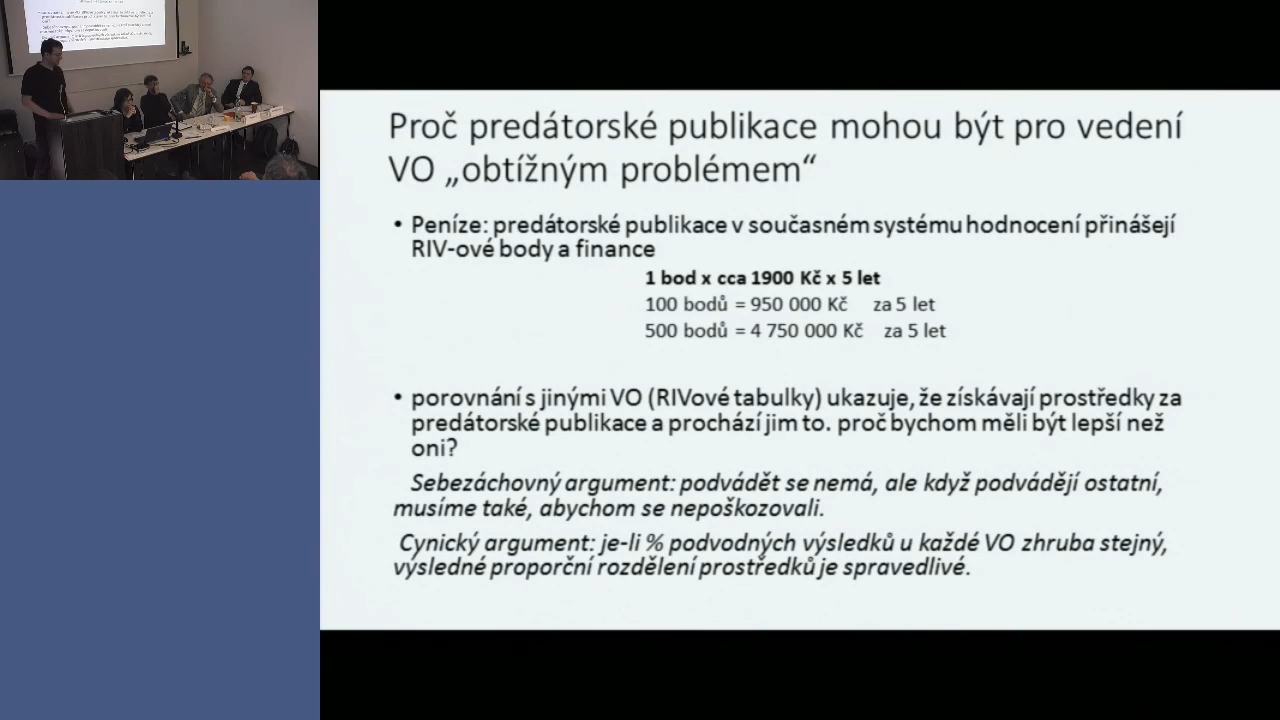 Proč predátorské publikace mohou být pro vedení
VO „obtížným problémem“
• Peníze: predátorské publikace v současném systému hodnocení přinášejí
RIV-ové body a finance
1 bod x cca 1900 Kč x 5 let
100 bodů = 950 000 Kč za 5 let
500 bodů = 4 750 000 Kč za 5 let
• porovnání s jinými VO (RIVové tabulky) ukazuje, že získávají prostředky za
predátorské publikace a prochází jim to. proč bychom měli být lepší než
oni?
Sebezáchovný argument: podvádět se nemá, ale když podvádějí ostatní,
musíme také, abychom se nepoškozovali.
Cynický argument: je-li % podvodných výsledků u každé VO zhruba stejný,
výsledné proporční rozdělení prostředků je spravedlivé.